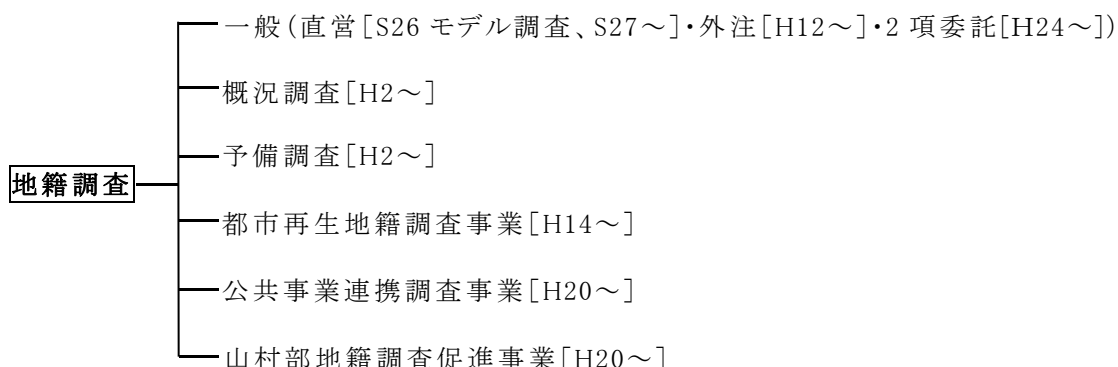 一般(直営[S26 モデル調査、S27～]・外注[H12～]・2 項委託[H24～])
概況調査[H2～]
予備調査[H2～]
地籍調査
都市再生地籍調査事業[H14～]
公共事業連携調査事業[H20～]
山村部地籍調査促進事業[H20～]